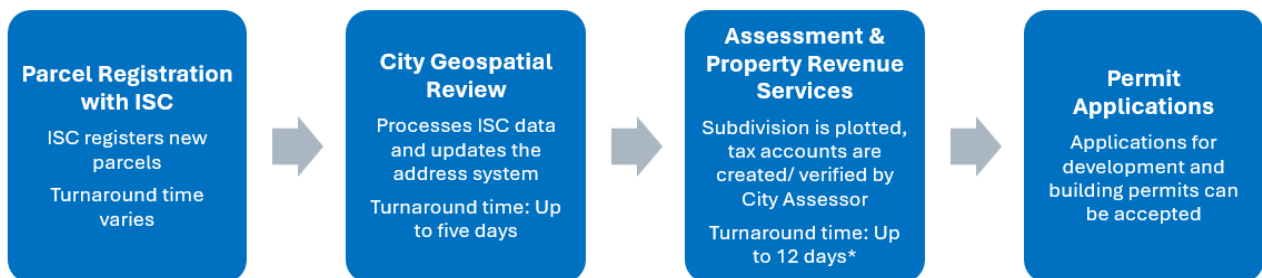 Parcel Registration
with ISC
ISC registers new
parcels
Turnaround time
varies
City Geospatial
Review
Processes ISC data
and updates the
address system
Turnaround time: Up
to five days
Assessment &
Property Revenue
Services
Subdivision is plotted,
tax accounts are
created/ verified by
City Assessor
Turnaround time: Up
to 12 days*
Permit
Applications
Applications for
development and
building permits can
be accepted